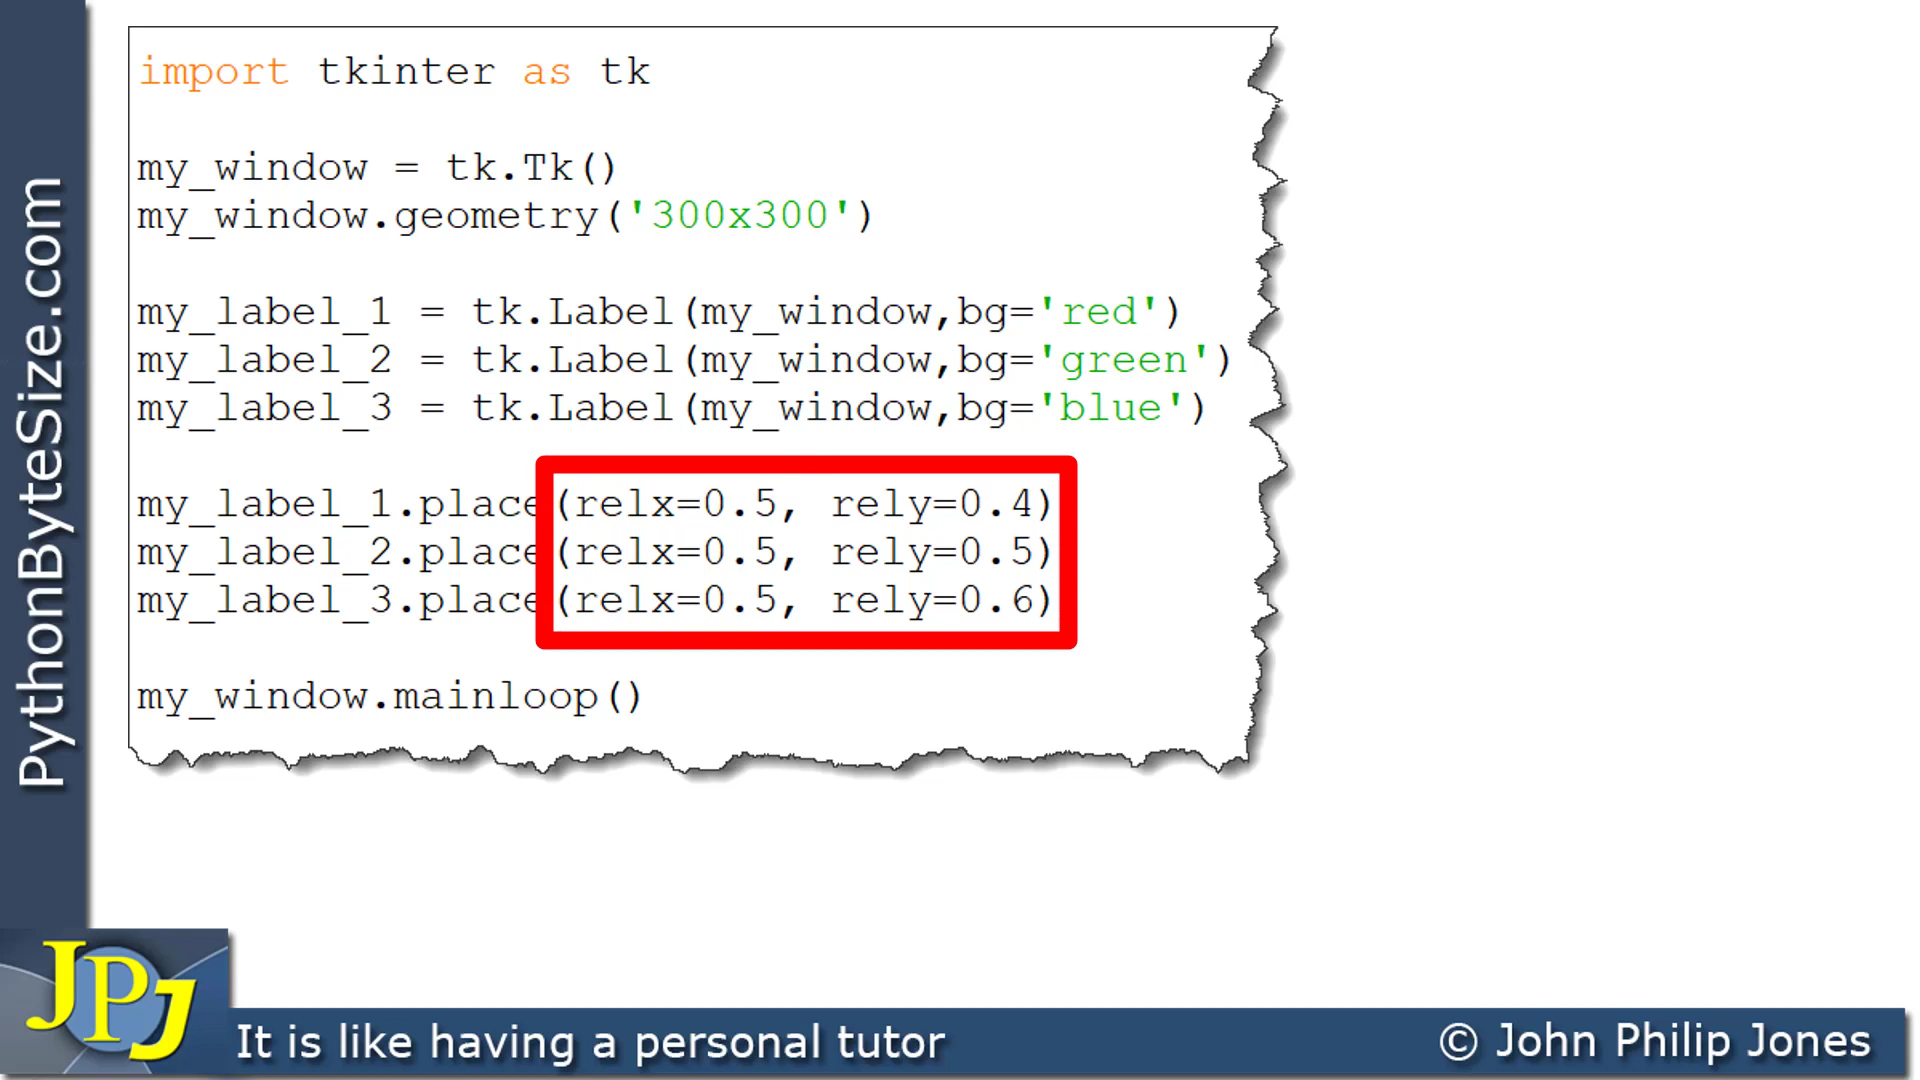 PythonByteSize.com
import tkinter as tk
my_window = tk.Tk()
my_window.geometry('300x300')
my_label_1 = tk.Label(my_window,bg='red')
my_label_2 = tk.Label(my_window,bg='green')
my_label_3 = tk.Label(my_window,bg='blue')
my_label_1.place(relx=0.5, rely=0.4)
my_label_2.place(relx=0.5, rely=0.5)
my_label_3.place(relx=0.5, rely=0.6)
my_window.mainloop()
JPJ
It is like having a personal tutor
© John Philip Jones